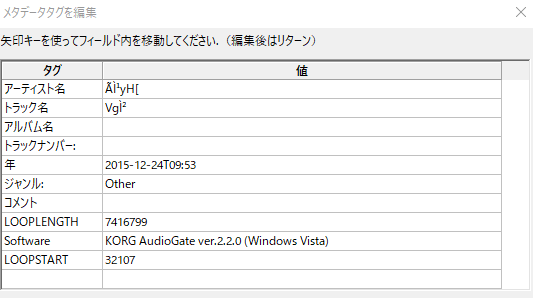 メタデータタグを編集
矢印キーを使ってフィールド内を移動してください.（編集後はリターン）
タグ 値
アーティスト名 ÃÌ¹yH[
トラック名 VgÌ²
アルバム名
トラックナンバー:
年 2015-12-24T09:53
ジャンル: Other
コメント
LOOPLENGTH 7416799
Software KORG AudioGate ver.2.2.0 (Windows Vista)
LOOPSTART 32107